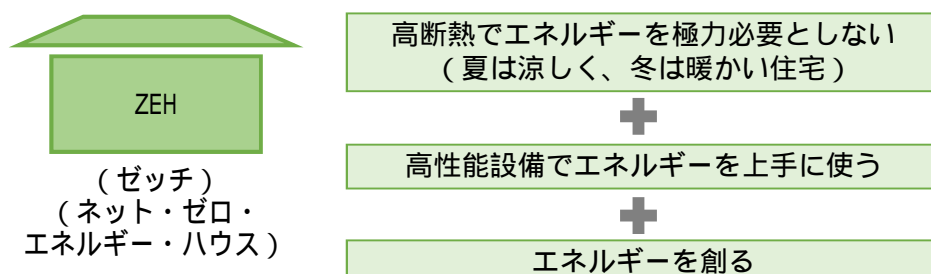 ZEH
(ゼッチ)
(ネット・ゼロ・
エネルギー・ハウス)
高断熱でエネルギーを極力必要としない
(夏は涼しく、冬は暖かい住宅)
高性能設備でエネルギーを上手に使う
エネルギーを創る